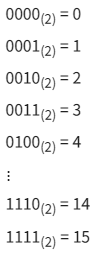 0000(2) = 0
0001(2) = 1
0010(2) = 2
0011(2) = 3
0100(2) = 4
⋮
1110(2) = 14
1111(2) = 15